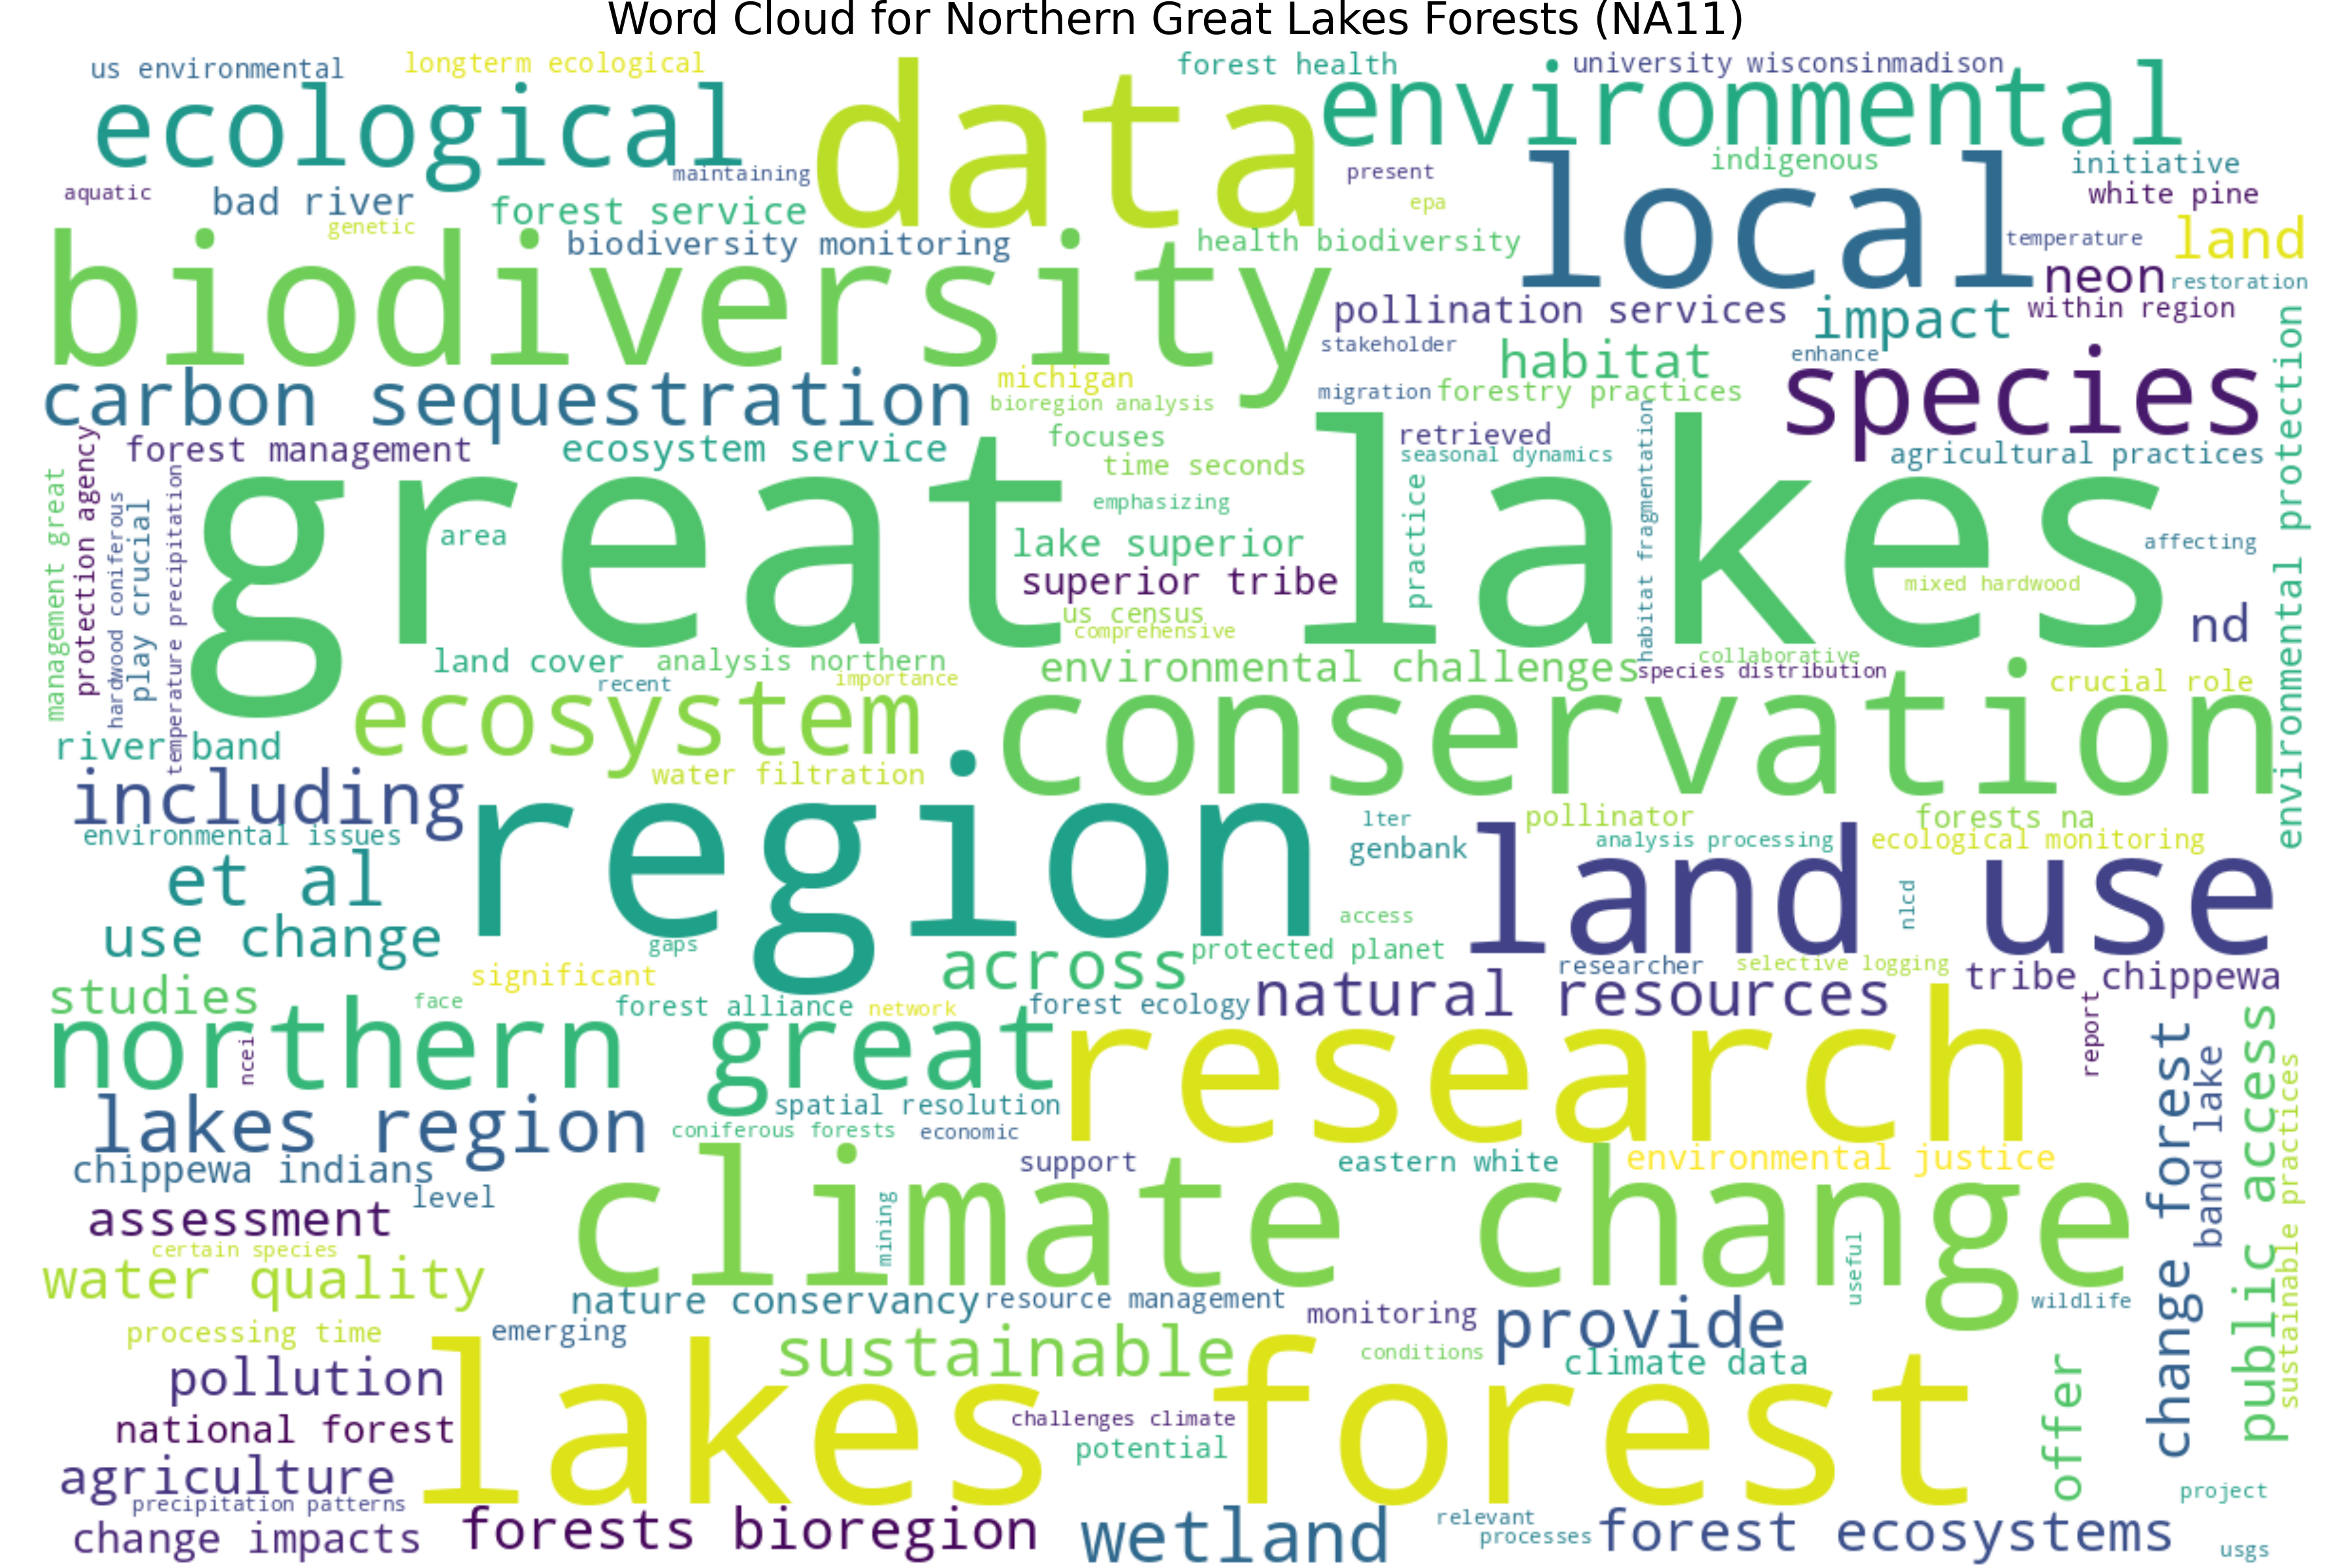 Word Cloud for Northern Great Lakes Forests (NA11)
us environmental
longterm ecological
data
forest health
environmental
university wisconsinmadison
ecological
maintaining
present
local
indigenous
initiative
aquatic
bad river
forest service
epa
white pine
genetic
biodiversity
biodiversity monitoring
health biodiversity
temperature
land
neon
restoration
pollination services
impact
within region
stakeholder
habitat
enhance
carbon sequestration
michigan
bioregion analysis
migration
forestry practices
species
environmental protection
forest management
ecosystem service
focuses
retrieved
seasonal dynamics
agricultural practices
time seconds
management great
protection agency
hardwood coniferous
play crucial
temperature precipitation
great lakes
area
emphasizing
practice
habitat fragmentation
lake superior
affecting
superior tribe
mixed hardwood
us census
comprehensive
nd
land cover
analysis northern
environmental challenges
collaborative
species distribution
recent
importance
crucial role
ecosystem
conservation
river band
water filtration
including
region
environmental issues
lter
pollinator
forests na
genbank
analysis processing
ecological monitoring
et al
land use
nlcd
use change
gaps
access
across
protected planet
significant
researcher
selective logging
tribe chippewa
studies
face
forest alliance
network
forest ecology
natural resources
report
northern great
ncei
research
change forest
band lake
public access
sustainable practices
lakes region
spatial resolution
coniferous forests
economic
chippewa indians
level
support
eastern white
environmental justice
assessment
climate change
mining
useful
certain species
water quality
nature conservancy
resource management
monitoring
provide
wildlife
processing time
emerging
sustainable
conditions
climate data
pollution
lakes forest
offer
national forest
challenges climate
potential
agriculture
precipitation patterns
project
change impacts
forests bioregion
wetland
relevant
processes
forest ecosystems
usgs